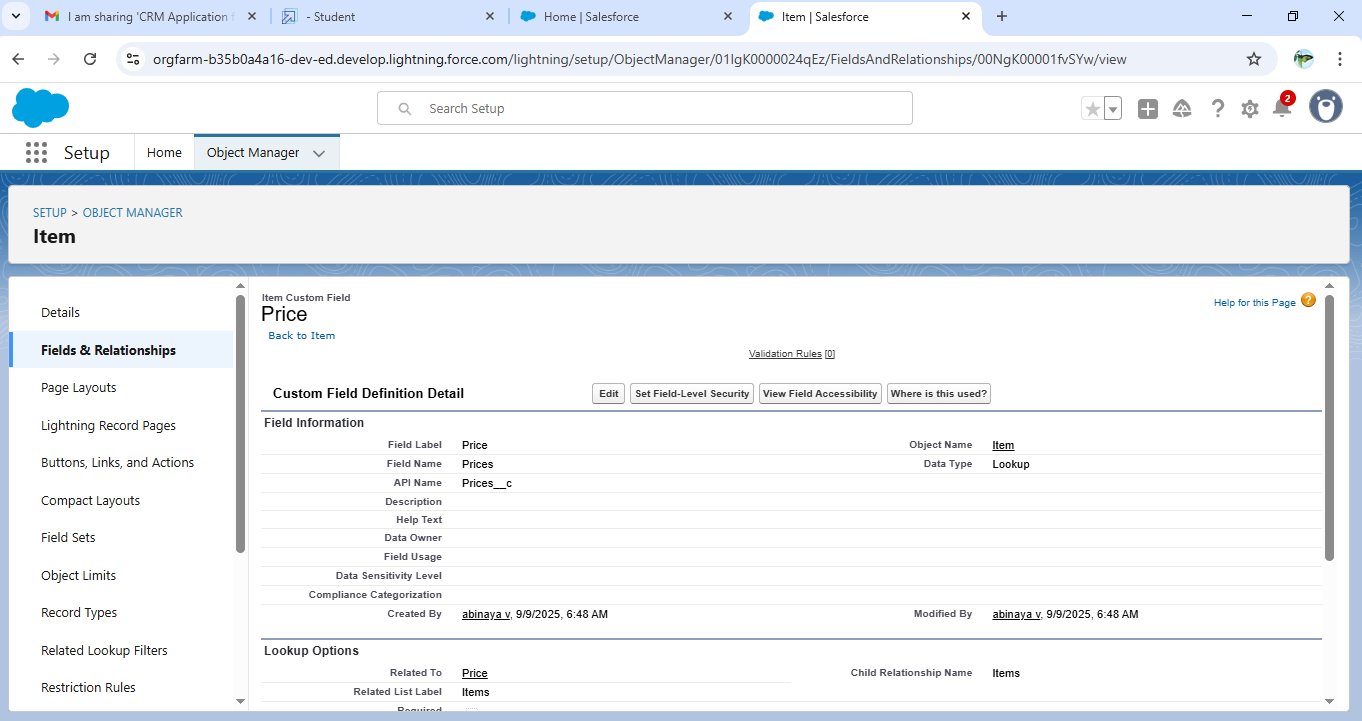 I am sharing 'CRM Application f
- Student
Home | Salesforce
Item | Salesforce
orgfarm-b35b0a4a16-dev-ed.develop.lightning.force.com/lightning/setup/ObjectManager/01IgK0000024qEz/FieldsAndRelationships/00NgK00001fvSYw/view
Search Setup
2
Setup
Home
Object Manager
SETUP > OBJECT MANAGER
Item
Details
Fields & Relationships
Page Layouts
Lightning Record Pages
Buttons, Links, and Actions
Compact Layouts
Field Sets
Object Limits
Record Types
Related Lookup Filters
Restriction Rules
Item Custom Field
Price
Back to Item
Help for this Page
Validation Rules [0]
Custom Field Definition Detail
Edit
Set Field-Level Security
View Field Accessibility
Where is this used?
Field Information
Field Label Price Object Name Item
Field Name Prices Data Type Lookup
API Name Prices__c
Description
Help Text
Data Owner
Field Usage
Data Sensitivity Level
Compliance Categorization
Created By abinaya v, 9/9/2025, 6:48 AM Modified By abinaya v, 9/9/2025, 6:48 AM
Lookup Options
Related To Price Child Relationship Name Items
Related List Label Items
Required